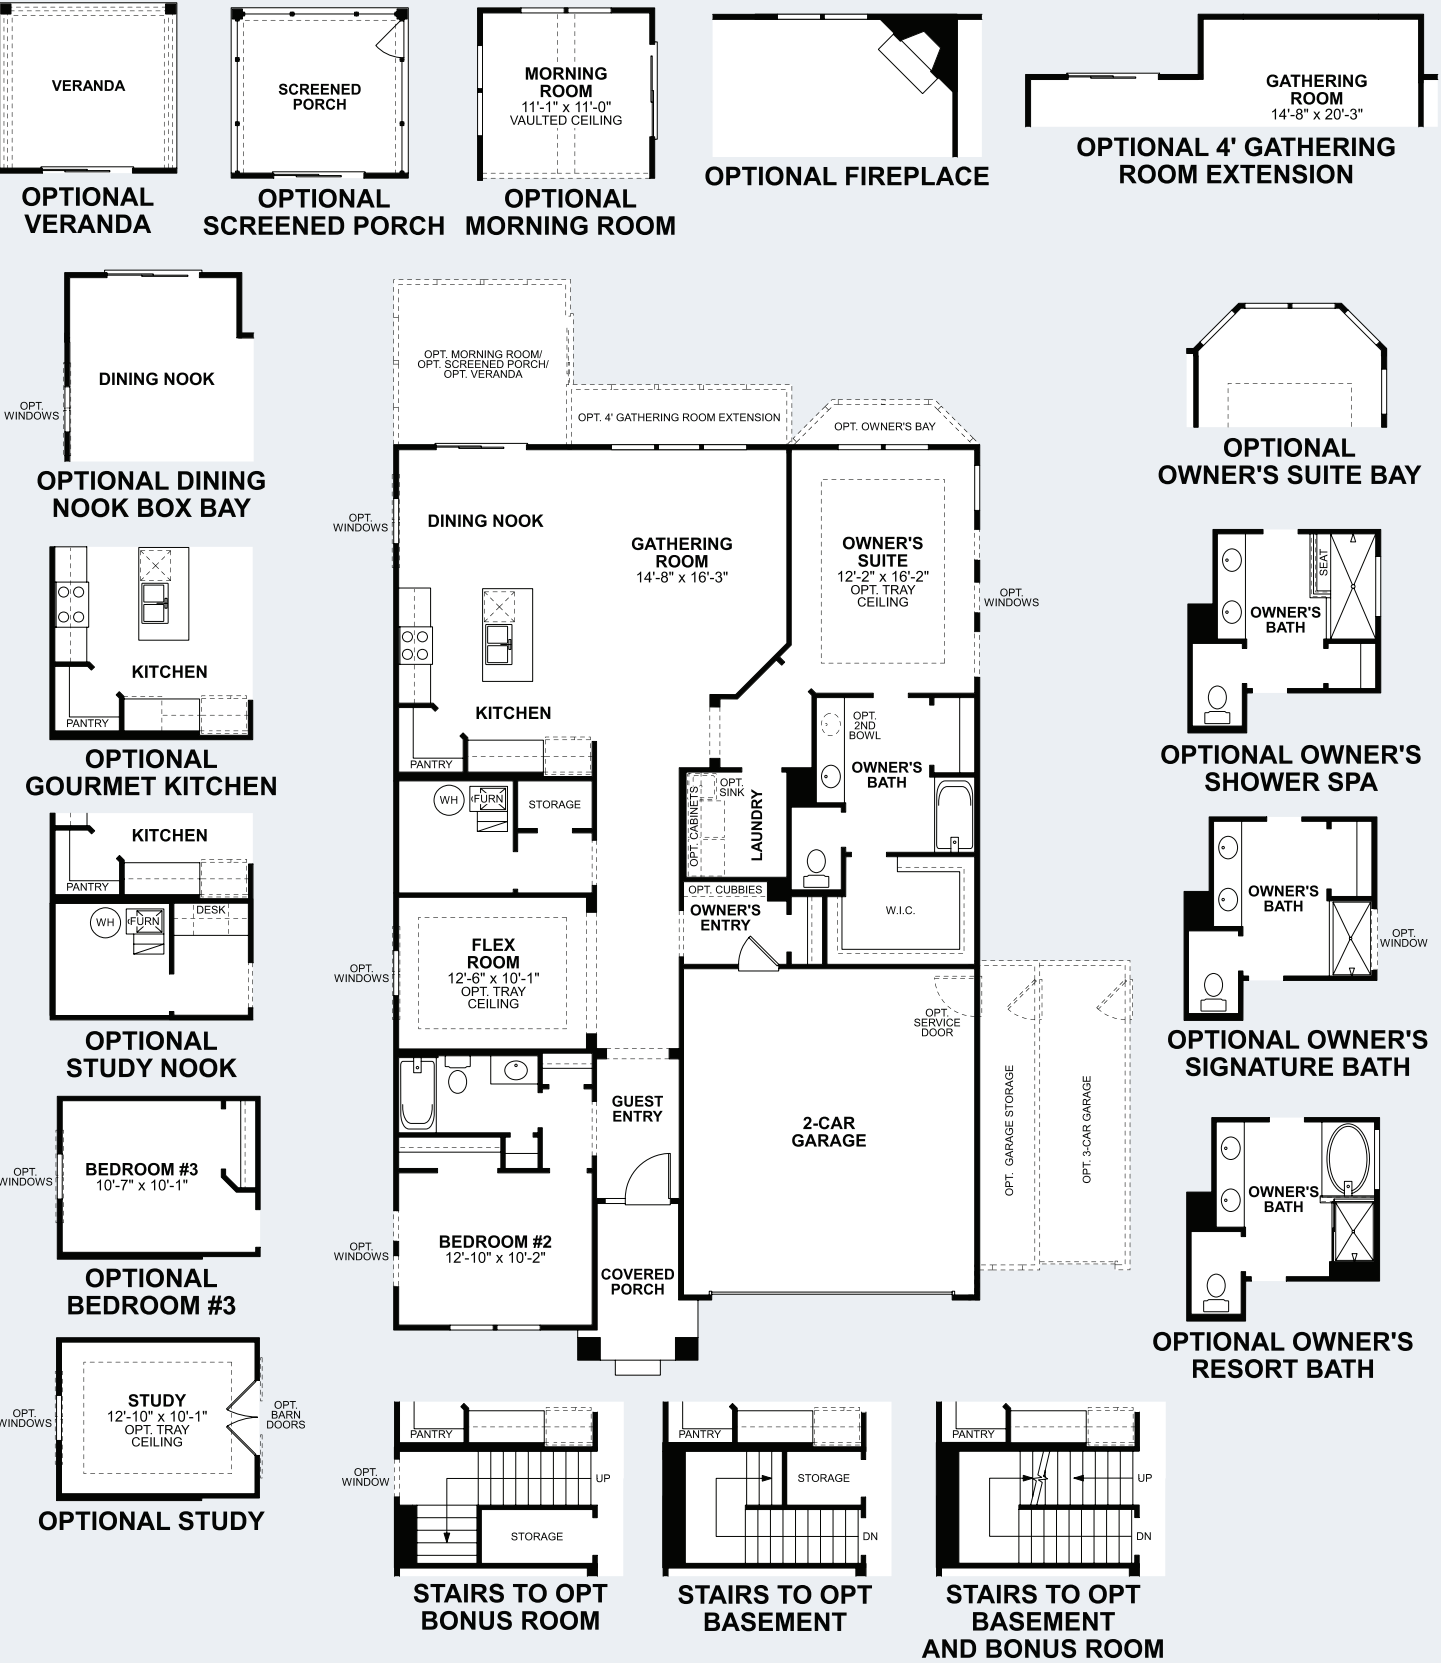 VERANDA
OPTIONAL
VERANDA
SCREENED
PORCH
OPTIONAL
SCREENED PORCH
MORNING
ROOM
11'-1" x 11'-0"
VAULTED CEILING
OPTIONAL
MORNING ROOM
OPTIONAL FIREPLACE
GATHERING
ROOM
14'-8" x 20'-3"
OPTIONAL 4' GATHERING
ROOM EXTENSION
DINING NOOK
OPT.
WINDOWS
OPTIONAL DINING
NOOK BOX BAY
KITCHEN
PANTRY
OPTIONAL
GOURMET KITCHEN
KITCHEN
PANTRY
WH
FURN
DESK
OPTIONAL
STUDY NOOK
BEDROOM #3
10'-7" x 10'-1"
OPT.
WINDOWS
OPTIONAL
BEDROOM #3
STUDY
12'-10" x 10'-1"
OPT. TRAY
CEILING
OPT.
WINDOWS
OPT.
BARN
DOORS
OPTIONAL STUDY
OPT. MORNING ROOM/
OPT. SCREENED PORCH/
OPT. VERANDA
OPT. 4' GATHERING ROOM EXTENSION
OPT. OWNER'S BAY
OPT.
WINDOWS
DINING NOOK
GATHERING
ROOM
14'-8" x 16'-3"
OWNER'S
SUITE
12'-2" x 16'-2"
OPT. TRAY
CEILING
OPT.
WINDOWS
KITCHEN
PANTRY
OPT.
2ND
BOWL
OWNER'S
BATH
WH
FURN
STORAGE
OPT.
SINK
OPT. CABINETS
LAUNDRY
OPT. CUBBIES
OWNER'S
ENTRY
W.I.C.
FLEX
ROOM
12'-6" x 10'-1"
OPT. TRAY
CEILING
OPT.
WINDOWS
OPT.
SERVICE
DOOR
GUEST
ENTRY
2-CAR
GARAGE
OPT. GARAGE STORAGE
OPT. 3-CAR GARAGE
BEDROOM #2
12'-10" x 10'-2"
OPT.
WINDOWS
COVERED
PORCH
OPTIONAL
OWNER'S SUITE BAY
SEAT
OWNER'S
BATH
OPTIONAL OWNER'S
SHOWER SPA
OWNER'S
BATH
OPT.
WINDOW
OPTIONAL OWNER'S
SIGNATURE BATH
OWNER'S
BATH
OPTIONAL OWNER'S
RESORT BATH
PANTRY
OPT.
WINDOW
UP
STORAGE
STAIRS TO OPT
BONUS ROOM
PANTRY
STORAGE
DN
STAIRS TO OPT
BASEMENT
PANTRY
UP
DN
STAIRS TO OPT
BASEMENT
AND BONUS ROOM